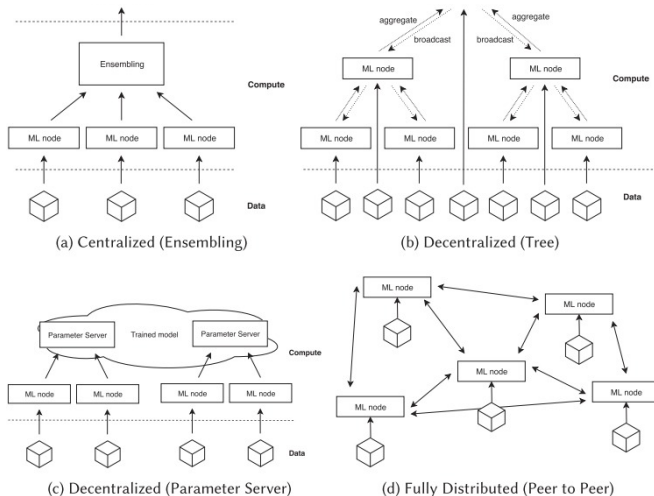 Ensembling
Compute
ML node ML node ML node
Data
(a) Centralized (Ensembling)
aggregate aggregate
broadcast broadcast
ML node ML node
Compute
ML node ML node ML node ML node
Data
(b) Decentralized (Tree)
Parameter Server Trained model Parameter Server
Compute
ML node ML node ML node ML node
Data
(c) Decentralized (Parameter Server)
ML node
ML node
ML node
ML node
ML node
(d) Fully Distributed (Peer to Peer)